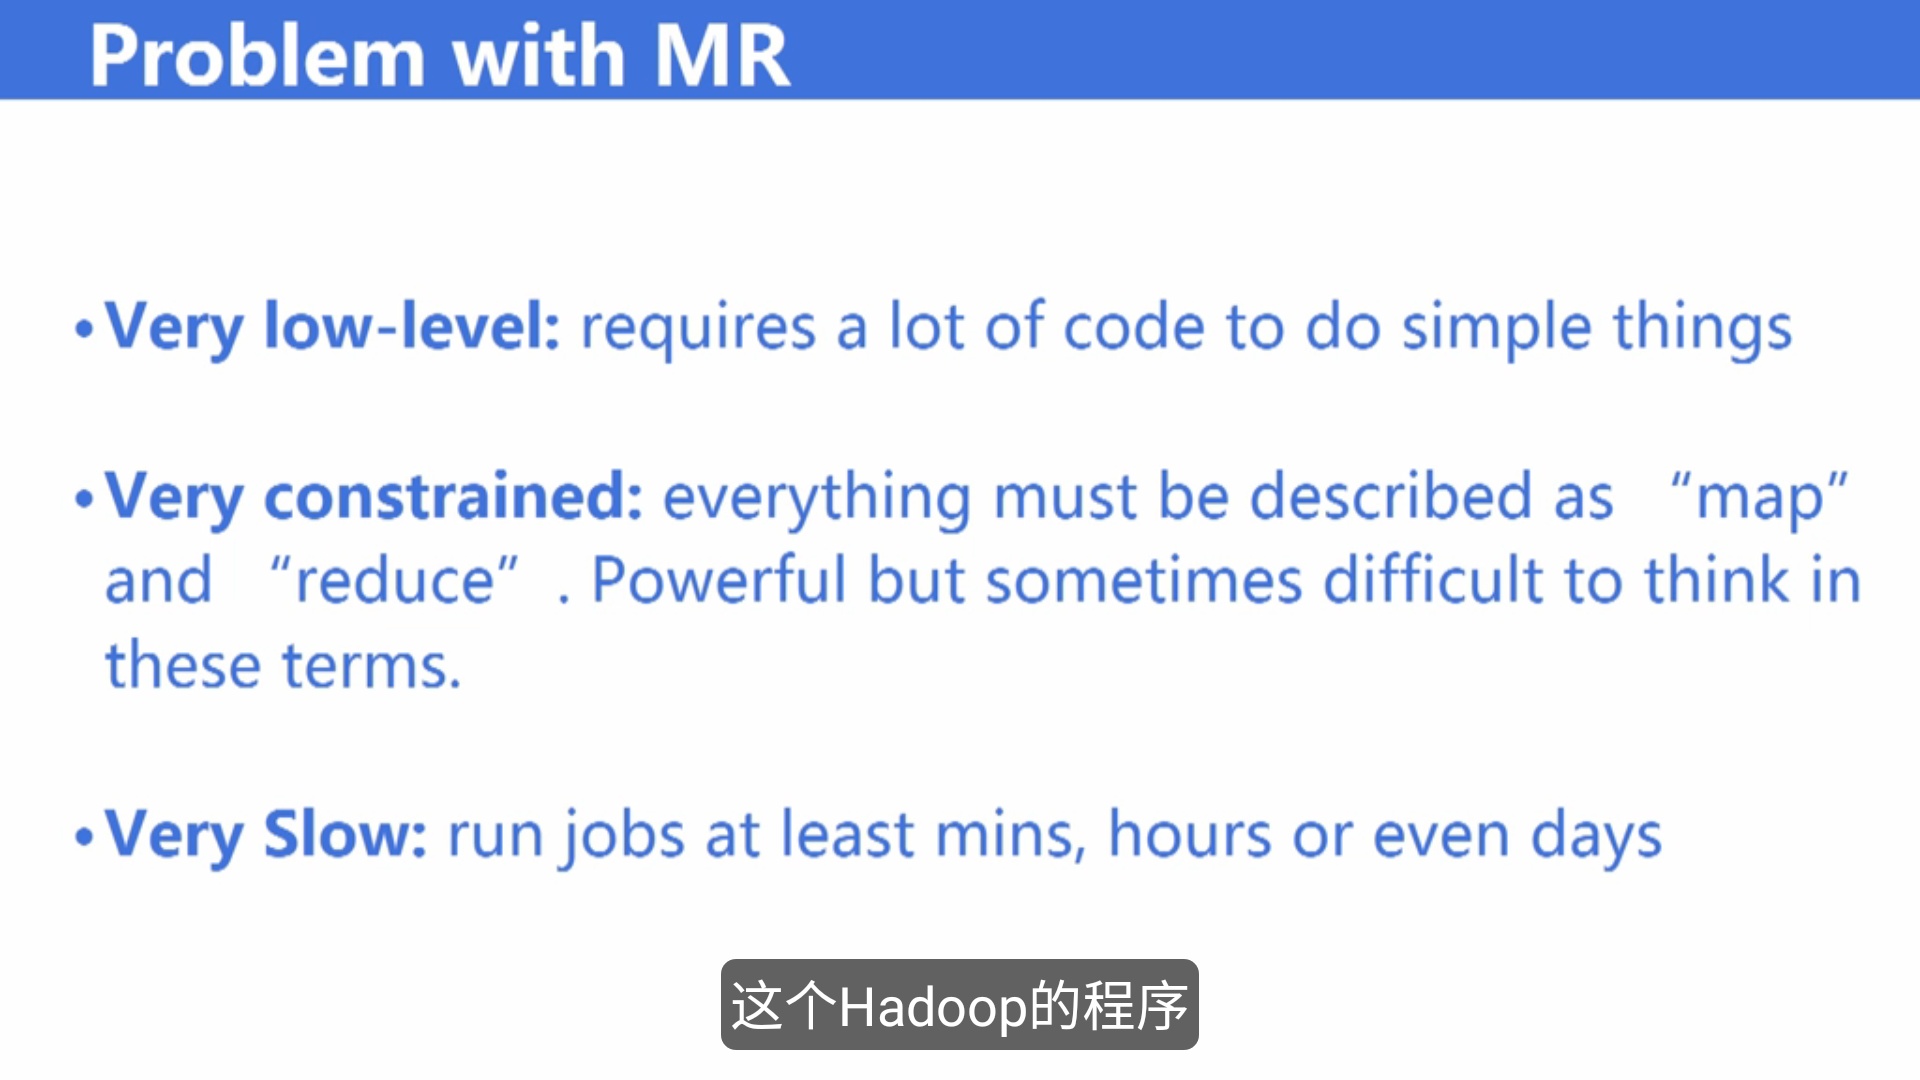 Problem with MR
•Very low-level: requires a lot of code to do simple things
•Very constrained: everything must be described as “map”
and “reduce” . Powerful but sometimes difficult to think in
these terms.
•Very Slow: run jobs at least mins, hours or even days
这个Hadoop的程序